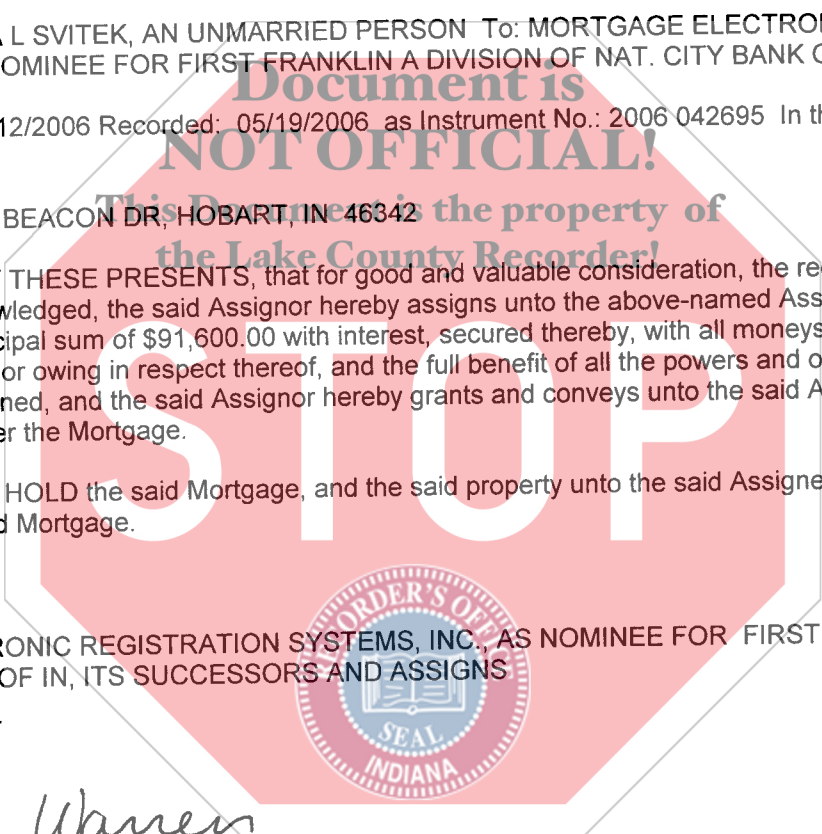 L SVITEK, AN UNMARRIED PERSON To: MORTGAGE ELECTRO
OMINEE FOR FIRST FRANKLIN A DIVISION OF NAT. CITY BANK
Document is
12/2006 Recorded: 05/19/2006 as Instrument No.: 2006 042695 In th
NOT OFFICIAL!
This Document is the property of
BEACON DR, HOBART, IN 46342
the Lake County Recorder!
THESE PRESENTS, that for good and valuable consideration, the re
wledged, the said Assignor hereby assigns unto the above-named Ass
cipal sum of $91,600.00 with interest, secured thereby, with all moneys
or owing in respect thereof, and the full benefit of all the powers and o
ned, and the said Assignor hereby grants and conveys unto the said A
er the Mortgage.
STOP
HOLD the said Mortgage, and the said property unto the said Assigne
d Mortgage.
RECORDER'S OFFICE
RONIC REGISTRATION SYSTEMS, INC., AS NOMINEE FOR FIRST
OF IN, ITS SUCCESSORS AND ASSIGNS
SEAL
INDIANA
Warren